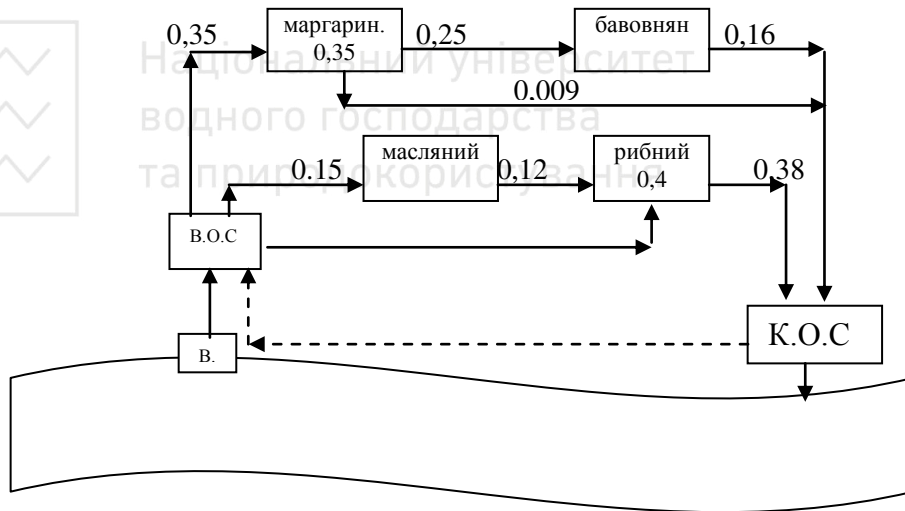 маргарин.
0,35
0,35
0,25
бавовнян
0,16
Національний університет
0.009
водного господарства
масляний
рибний
0,4
та природокористування
0.15
0,12
0,38
В.О.С
В.
К.О.С